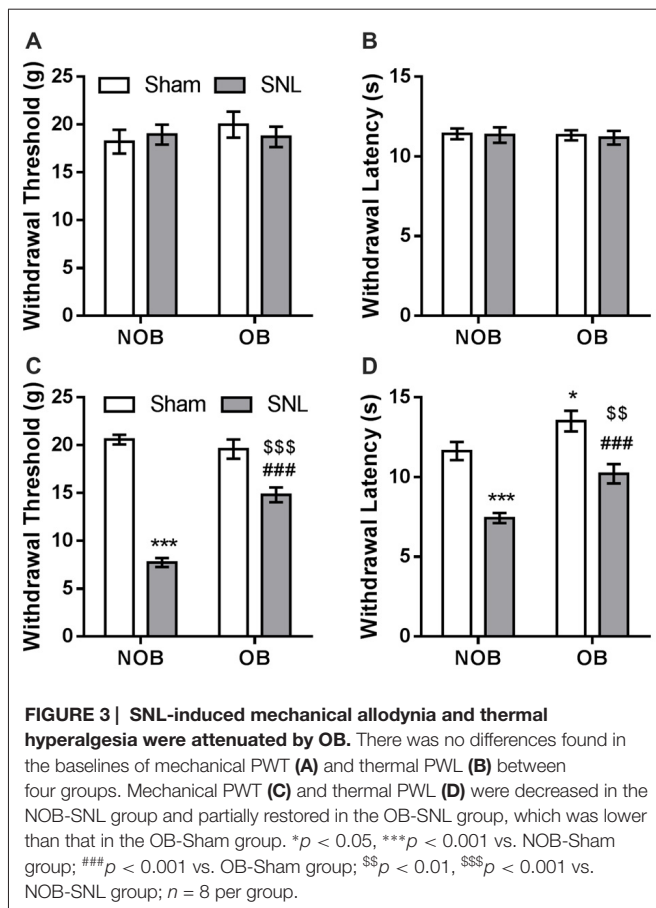 A
B
Withdrawal Threshold (g)
25
20
15
10
5
0
Sham
SNL
NOB
OB
Withdrawal Latency (s)
15
10
5
0
NOB
OB
C
D
Withdrawal Threshold (g)
25
20
15
10
5
0
Sham
SNL
***
$$$
###
NOB
OB
Withdrawal Latency (s)
15
10
5
0
***
*
$$
###
NOB
OB
FIGURE 3 | SNL-induced mechanical allodynia and thermal
hyperalgesia were attenuated by OB. There was no differences found in
the baselines of mechanical PWT (A) and thermal PWL (B) between
four groups. Mechanical PWT (C) and thermal PWL (D) were decreased in the
NOB-SNL group and partially restored in the OB-SNL group, which was lower
than that in the OB-Sham group. *p < 0.05, ***p < 0.001 vs. NOB-Sham
group; ###p < 0.001 vs. OB-Sham group; $$p < 0.01, $$$p < 0.001 vs.
NOB-SNL group; n = 8 per group.